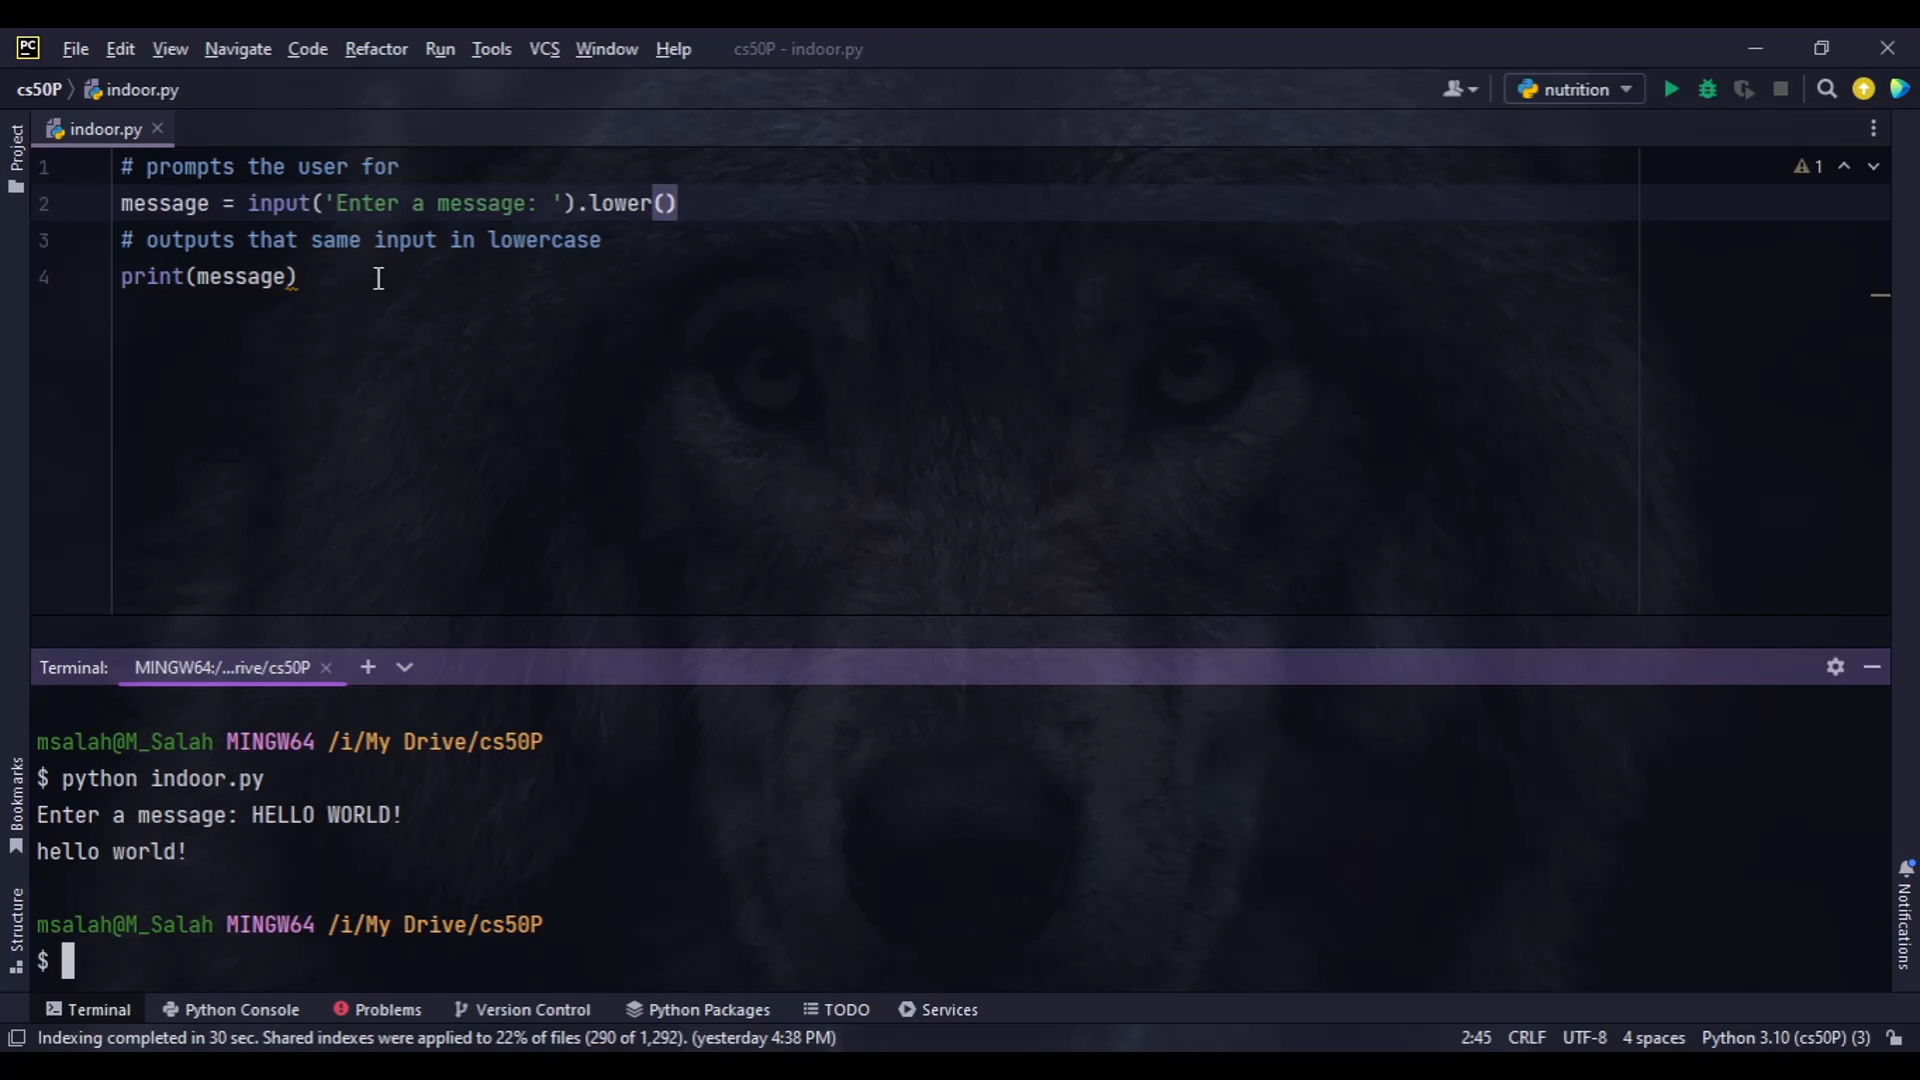 PC File Edit View Navigate Code Refactor Run Tools VCS Window Help cs50P - indoor.py
cs50P 〉 indoor.py nutrition
indoor.py
Project
1 # prompts the user for
2 message = input('Enter a message: ').lower()
3 # outputs that same input in lowercase
4 print(message)
1
Terminal: MINGW64:/...rive/cs50P
msalah@M_Salah MINGW64 /i/My Drive/cs50P
$ python indoor.py
Enter a message: HELLO WORLD!
hello world!
msalah@M_Salah MINGW64 /i/My Drive/cs50P
$
Bookmarks
Structure
Notifications
Terminal Python Console Problems Version Control Python Packages TODO Services
Indexing completed in 30 sec. Shared indexes were applied to 22% of files (290 of 1,292). (yesterday 4:38 PM) 2:45 CRLF UTF-8 4 spaces Python 3.10 (cs50P) (3)